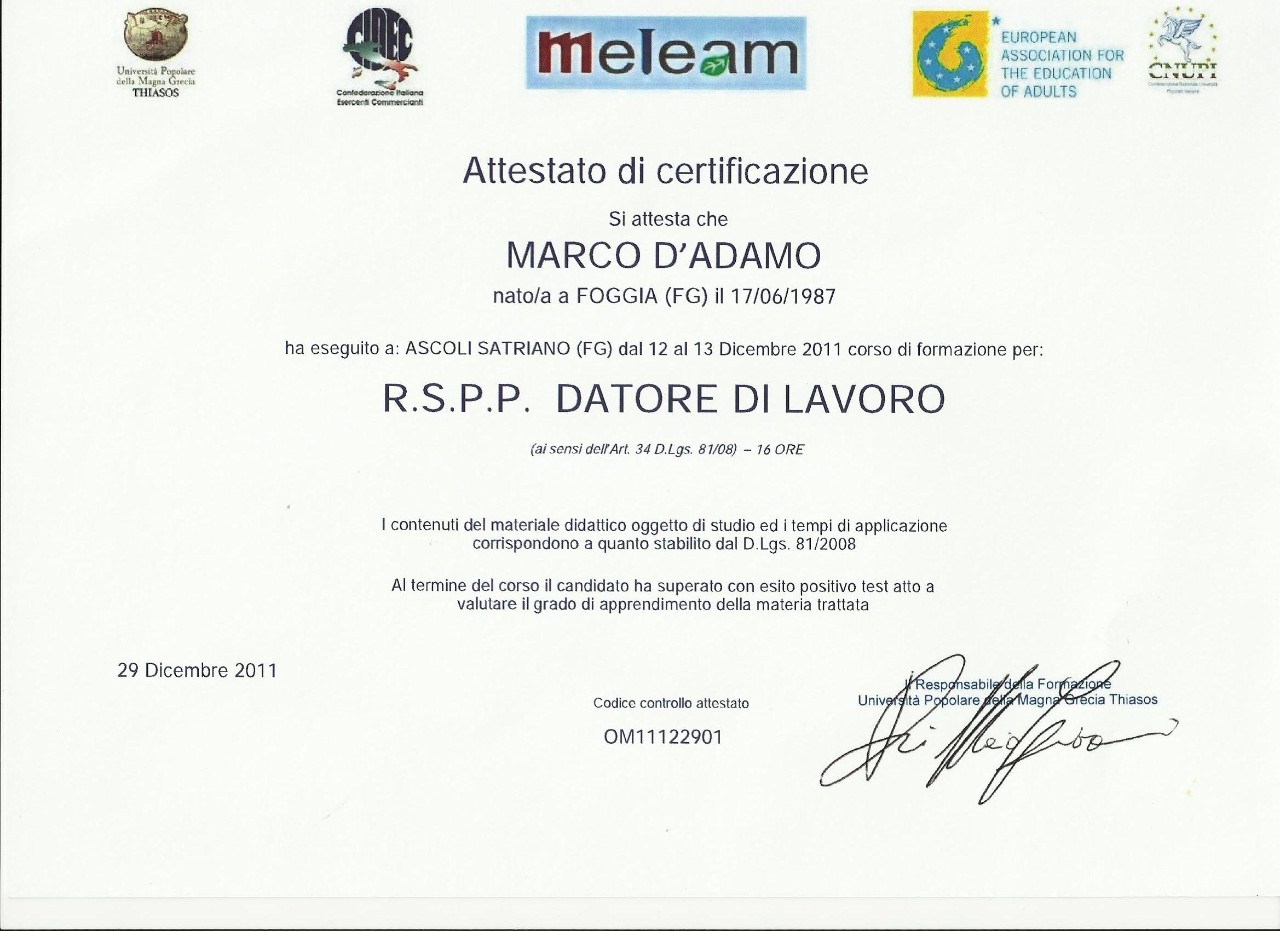 Università Popolare
della Magna Grecia
THIASOS
CIDEC
Confederazione Italiana
Esercenti Commercianti
meleam
EUROPEAN
ASSOCIATION FOR
THE EDUCATION
OF ADULTS
CNUPI
Attestato di certificazione
Si attesta che
MARCO D'ADAMO
nato/a a FOGGIA (FG) il 17/06/1987
ha eseguito a: ASCOLI SATRIANO (FG) dal 12 al 13 Dicembre 2011 corso di formazione per:
R.S.P.P. DATORE DI LAVORO
(ai sensi dell'Art. 34 D.Lgs. 81/08) – 16 ORE
I contenuti del materiale didattico oggetto di studio ed i tempi di applicazione
corrispondono a quanto stabilito dal D.Lgs. 81/2008
Al termine del corso il candidato ha superato con esito positivo test atto a
valutare il grado di apprendimento della materia trattata
29 Dicembre 2011
Codice controllo attestato
OM11122901
Il Responsabile della Formazione
Università Popolare della Magna Grecia Thiasos